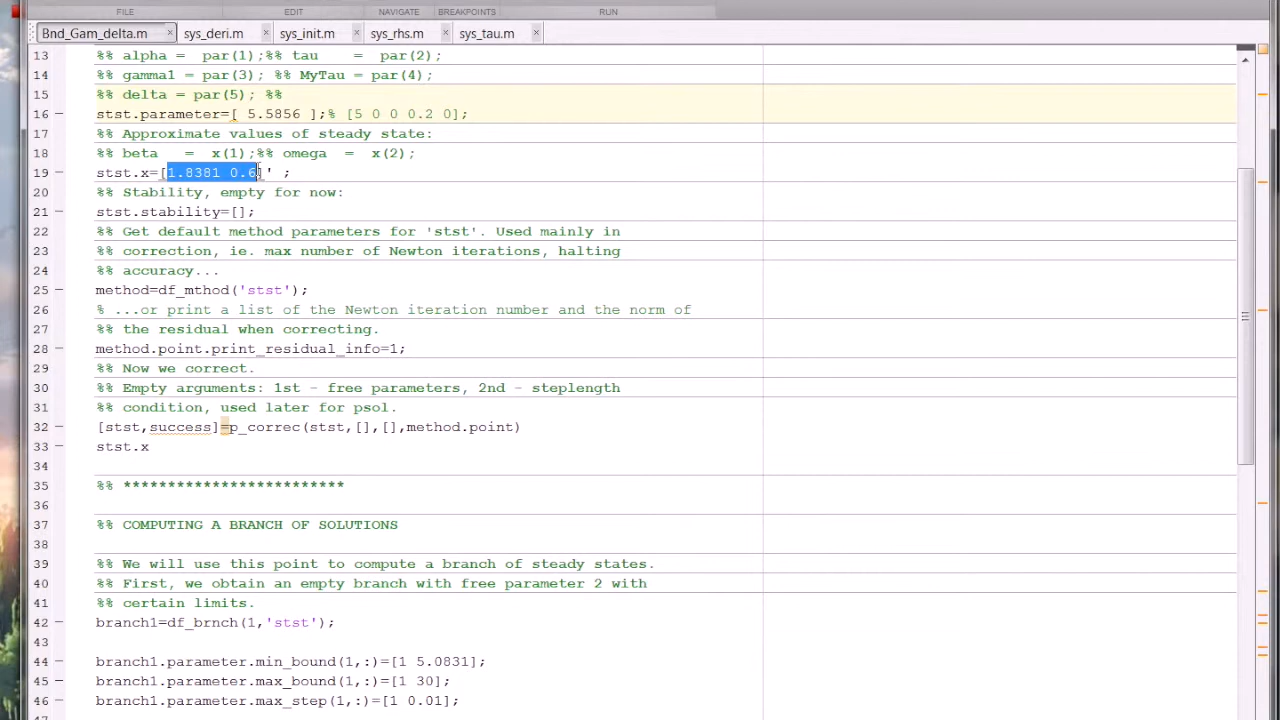 FILE EDIT NAVIGATE BREAKPOINTS RUN
Bnd_Gam_delta.m × sys_deri.m × sys_init.m × sys_rhs.m × sys_tau.m ×
13 %% alpha =  par(1);%% tau    =  par(2);
14 %% gamma1 = par(3); %% MyTau = par(4);
15 %% delta = par(5); %%
16 — stst.parameter=[ 5.5856 ];% [5 0 0 0.2 0];
17 %% Approximate values of steady state:
18 %% beta   =  x(1);%% omega  =  x(2);
19 — stst.x=[1.8381 0.6]' ;
20 %% Stability, empty for now:
21 — stst.stability=[];
22 %% Get default method parameters for 'stst'. Used mainly in
23 %% correction, ie. max number of Newton iterations, halting
24 %% accuracy...
25 — method=df_mthod('stst');
26 % ...or print a list of the Newton iteration number and the norm of
27 %% the residual when correcting.
28 — method.point.print_residual_info=1;
29 %% Now we correct.
30 %% Empty arguments: 1st - free parameters, 2nd - steplength
31 %% condition, used later for psol.
32 — [stst,success]=p_correc(stst,[],[],method.point)
33 — stst.x
34
35 %% *************************
36
37 %% COMPUTING A BRANCH OF SOLUTIONS
38
39 %% We will use this point to compute a branch of steady states.
40 %% First, we obtain an empty branch with free parameter 2 with
41 %% certain limits.
42 — branch1=df_brnch(1,'stst');
43
44 — branch1.parameter.min_bound(1,:)=[1 5.0831];
45 — branch1.parameter.max_bound(1,:)=[1 30];
46 — branch1.parameter.max_step(1,:)=[1 0.01];